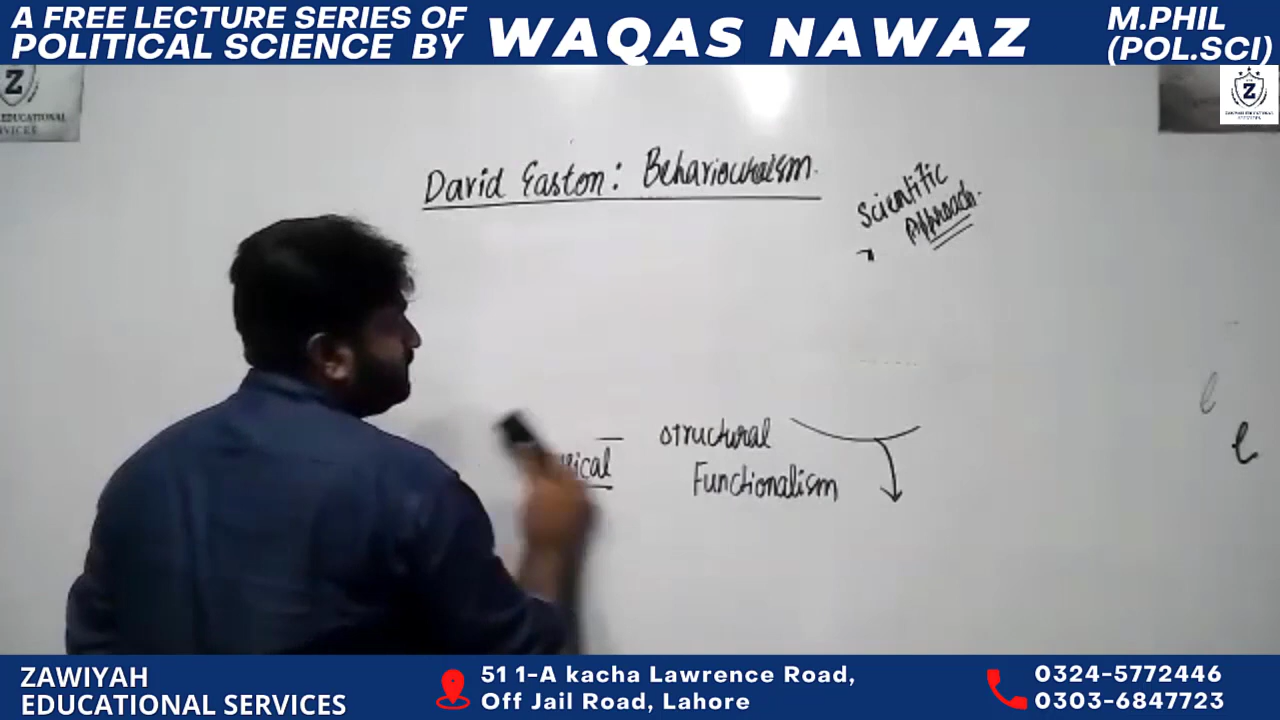 A FREE LECTURE SERIES OF
POLITICAL SCIENCE BY
WAQAS NAWAZ
M.PHIL
(POL.SCI)
Z
EDUCATIONAL
Z
David Easton: Behaviouralism.
Scientific
Approach.
Structural
Functionalism
ZAWIYAH
EDUCATIONAL SERVICES
51 1-A kacha Lawrence Road,
Off Jail Road, Lahore
0324-5772446
0303-6847723